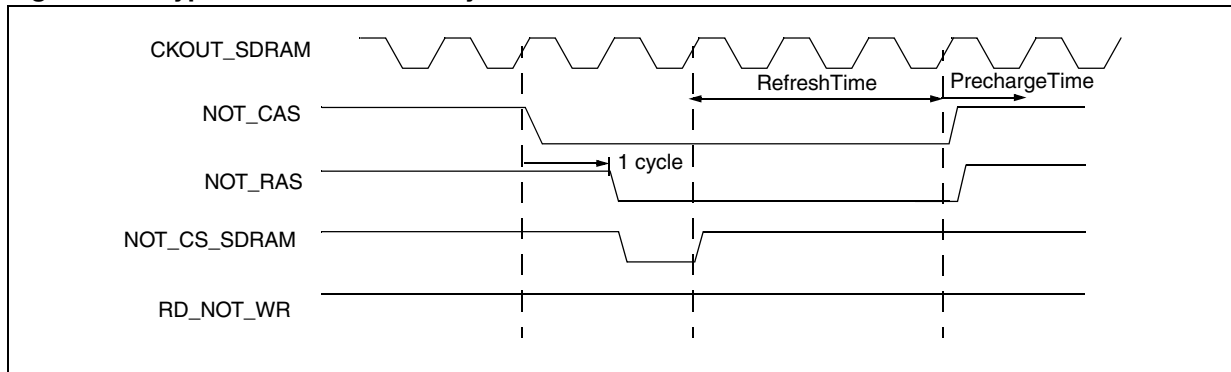 CKOUT_SDRAM
RefreshTime
PrechargeTime
NOT_CAS
1 cycle
NOT_RAS
NOT_CS_SDRAM
RD_NOT_WR